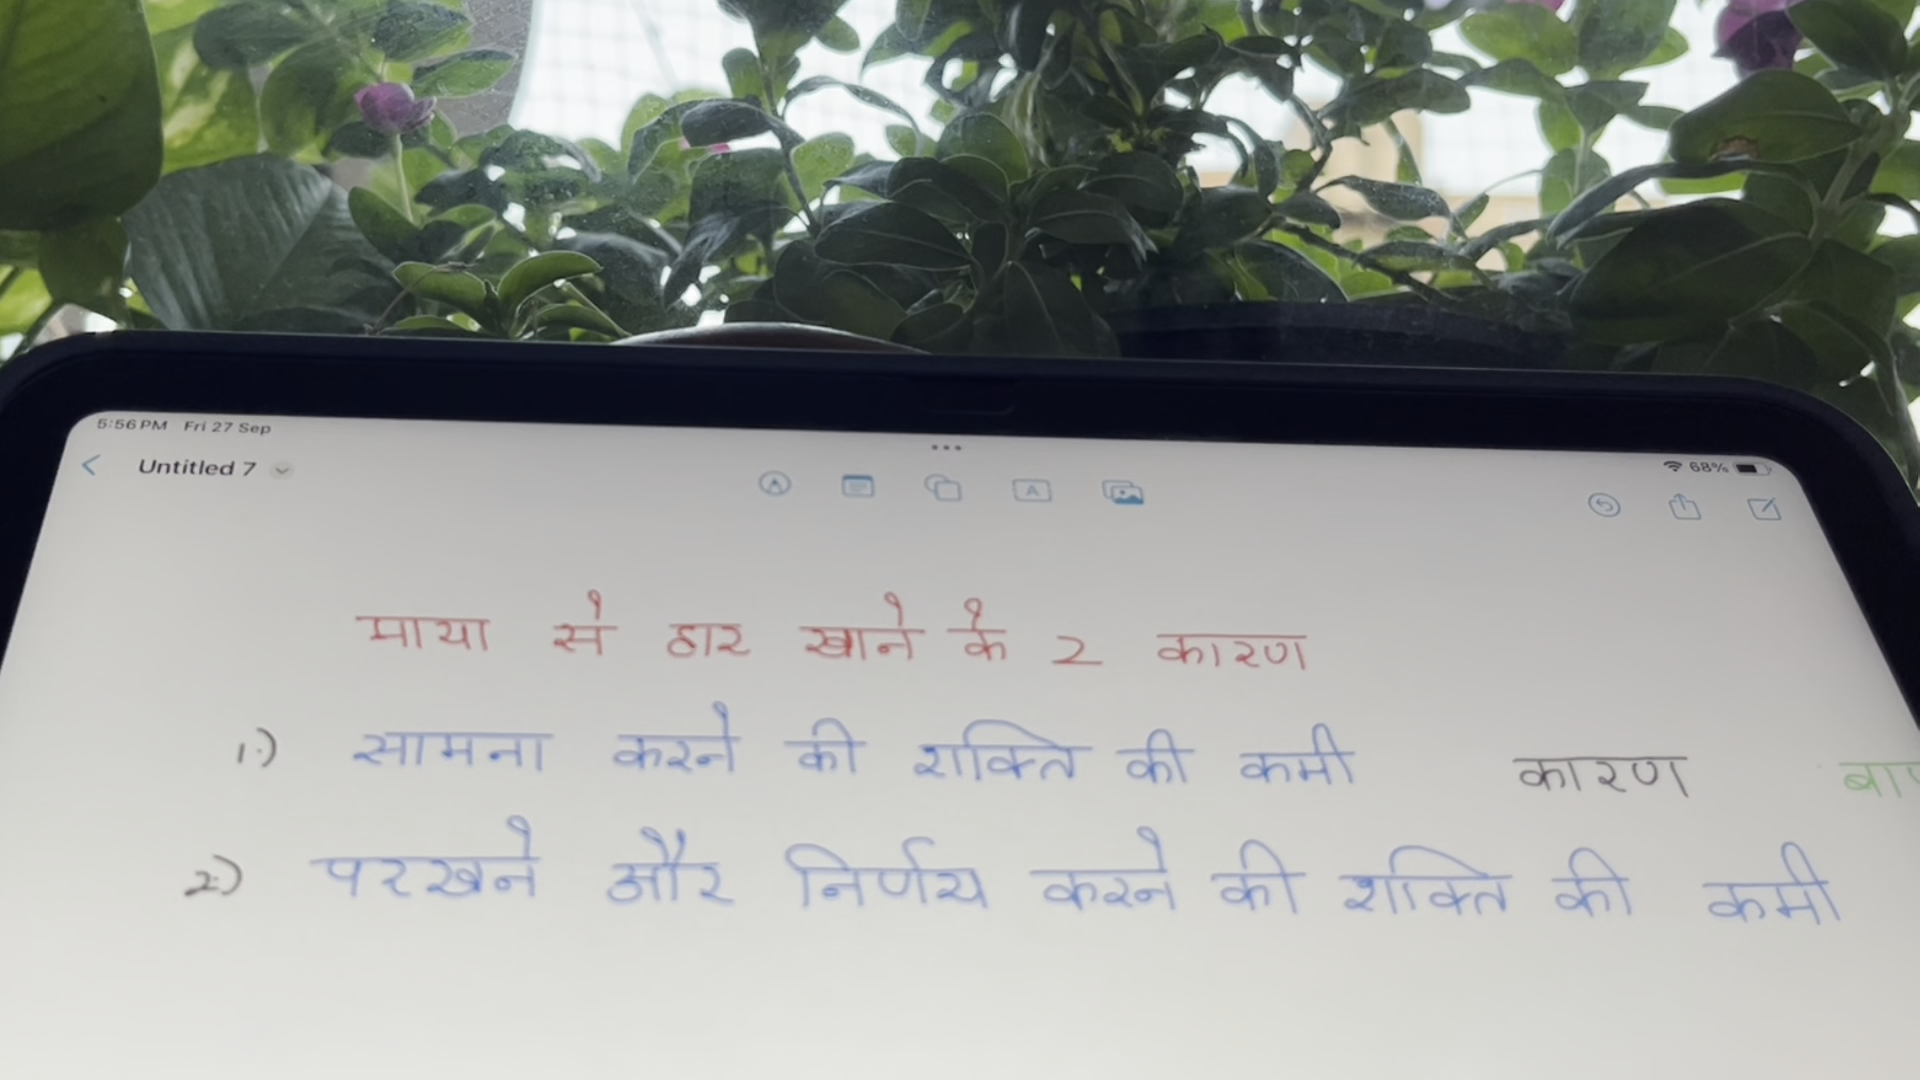 5:56 PM Fri 27 Sep
68%
Untitled 7
A
माया से हार खाने के 2 कारण
1.) सामना करने की शक्ति की कमी कारण
2.) परखने और निर्णय करने की शक्ति की कमी